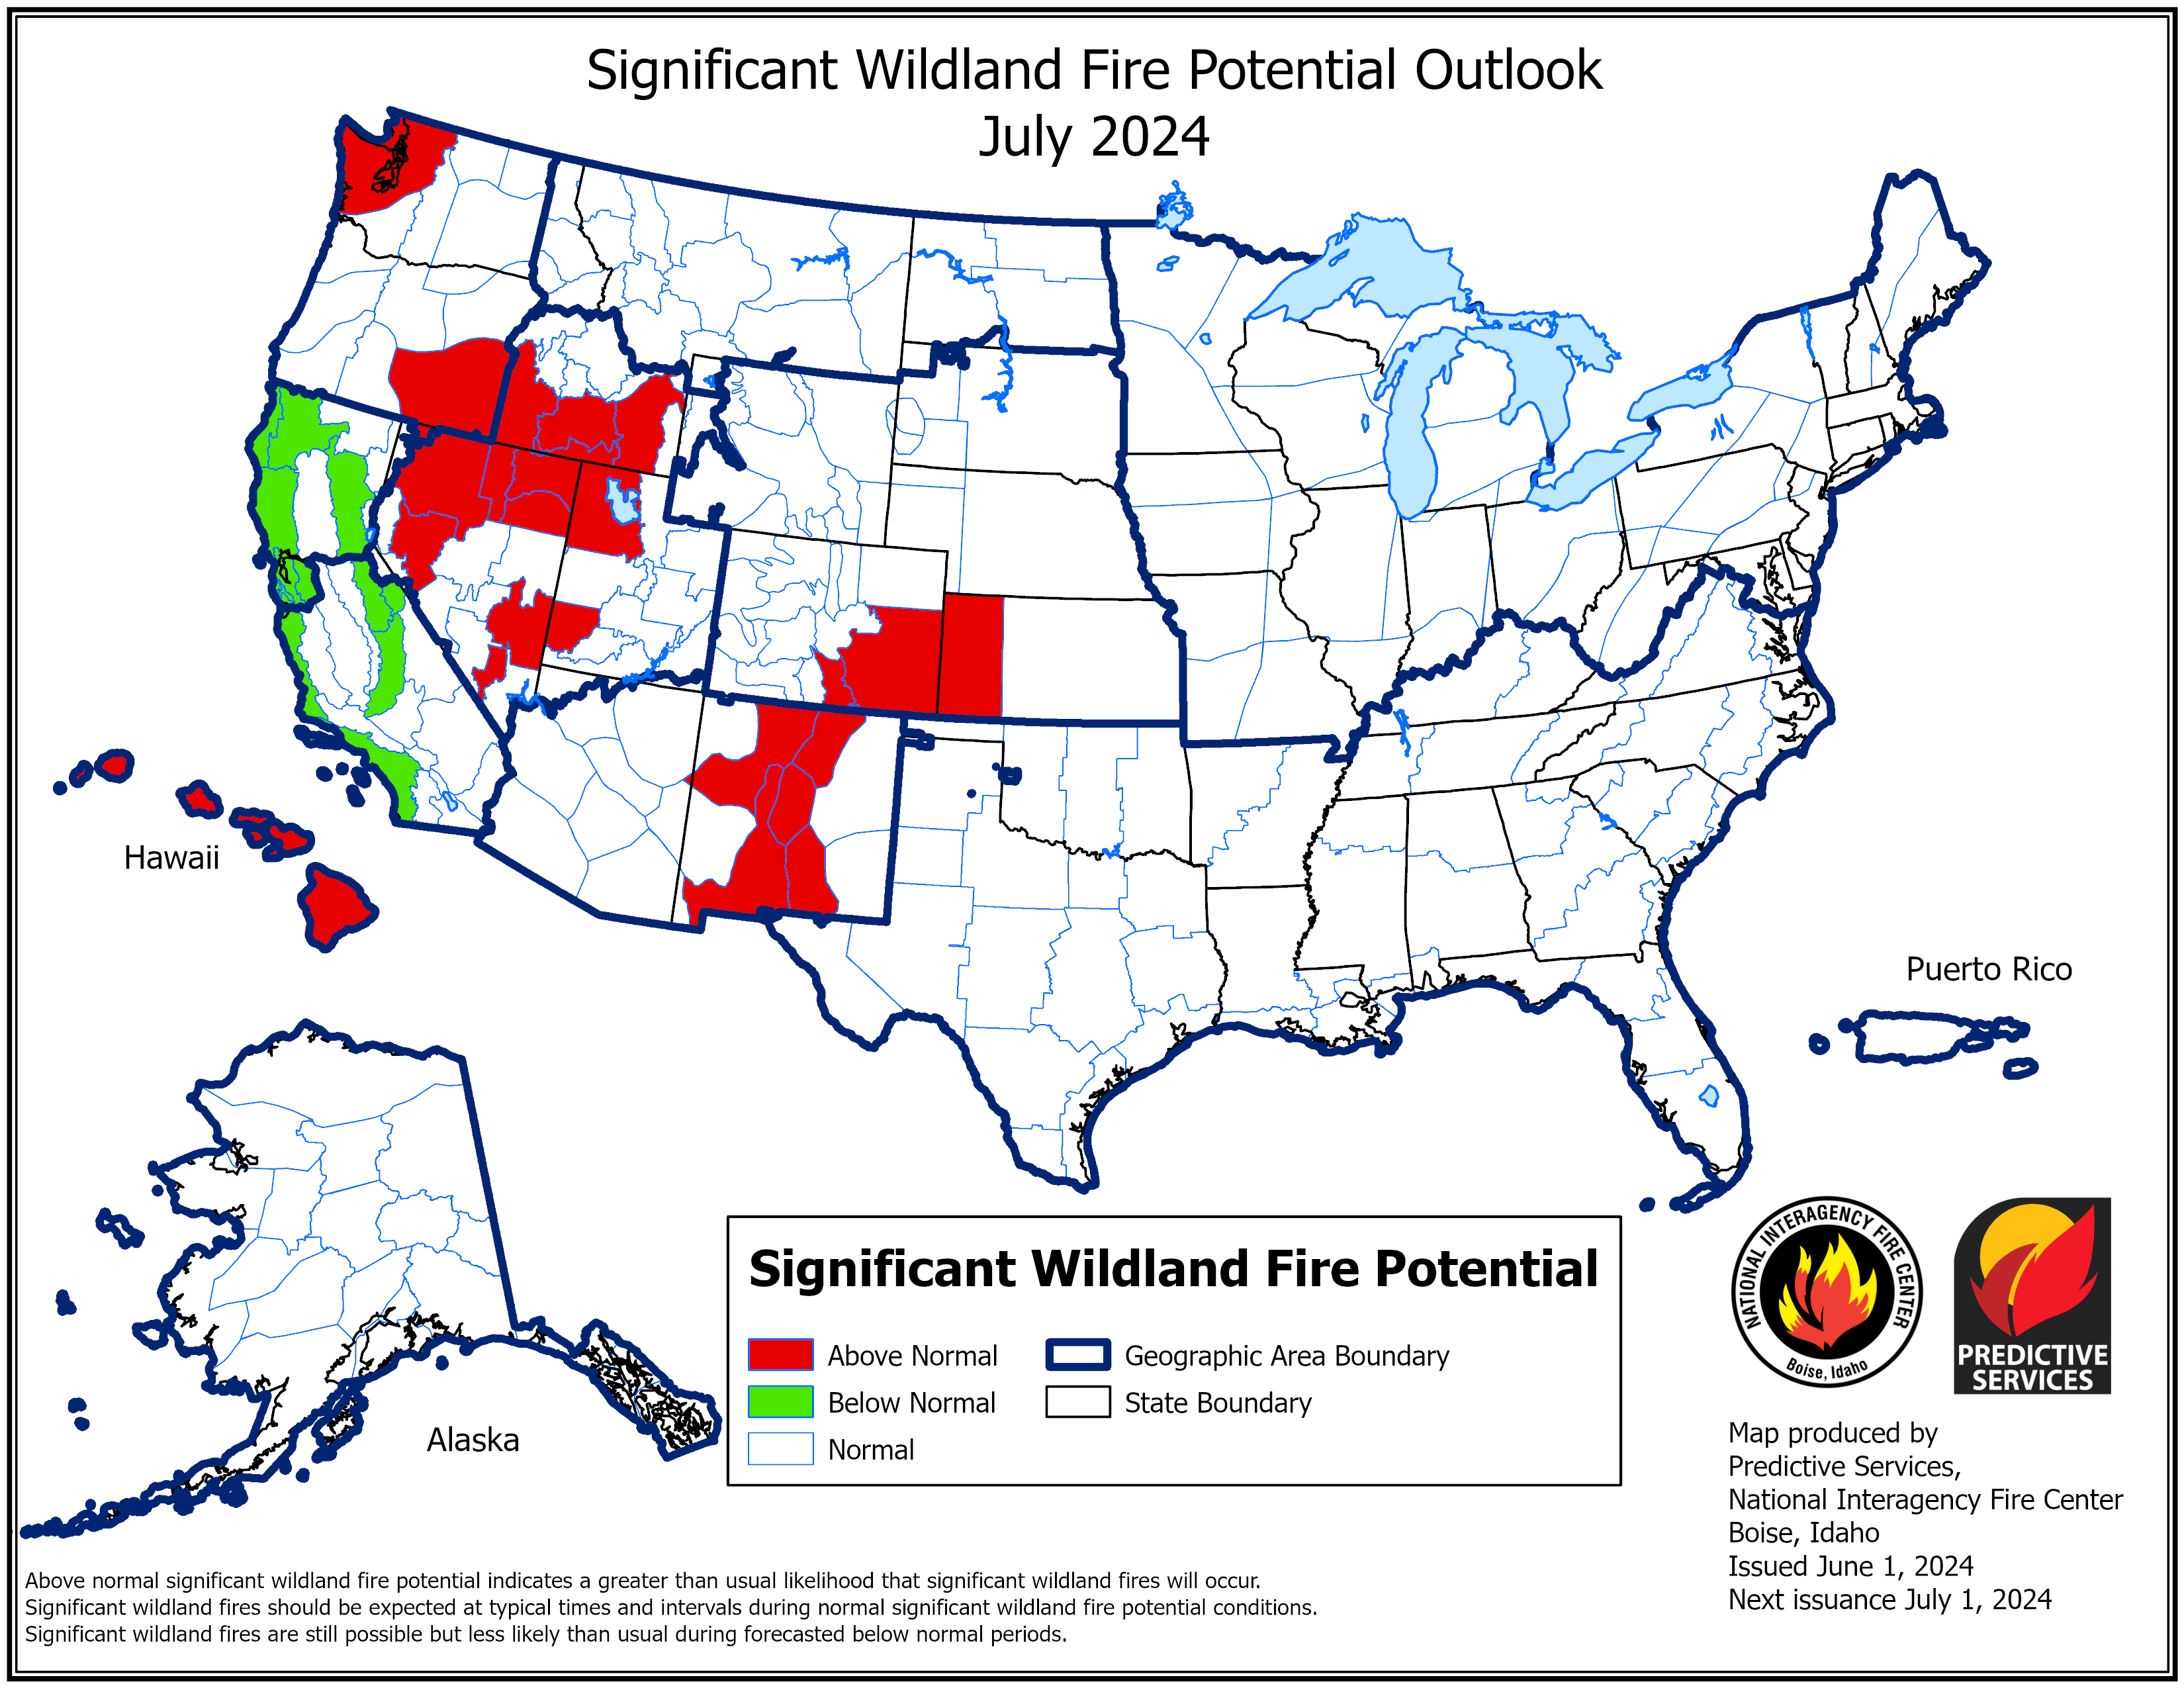 Significant Wildland Fire Potential Outlook
July 2024
Hawaii
Puerto Rico
Alaska
Significant Wildland Fire Potential
Above Normal
Below Normal
Normal
Geographic Area Boundary
State Boundary
NATIONAL INTERAGENCY FIRE CENTER
Boise, Idaho
PREDICTIVE
SERVICES
Map produced by
Predictive Services,
National Interagency Fire Center
Boise, Idaho
Issued June 1, 2024
Next issuance July 1, 2024
Above normal significant wildland fire potential indicates a greater than usual likelihood that significant wildland fires will occur.
Significant wildland fires should be expected at typical times and intervals during normal significant wildland fire potential conditions.
Significant wildland fires are still possible but less likely than usual during forecasted below normal periods.